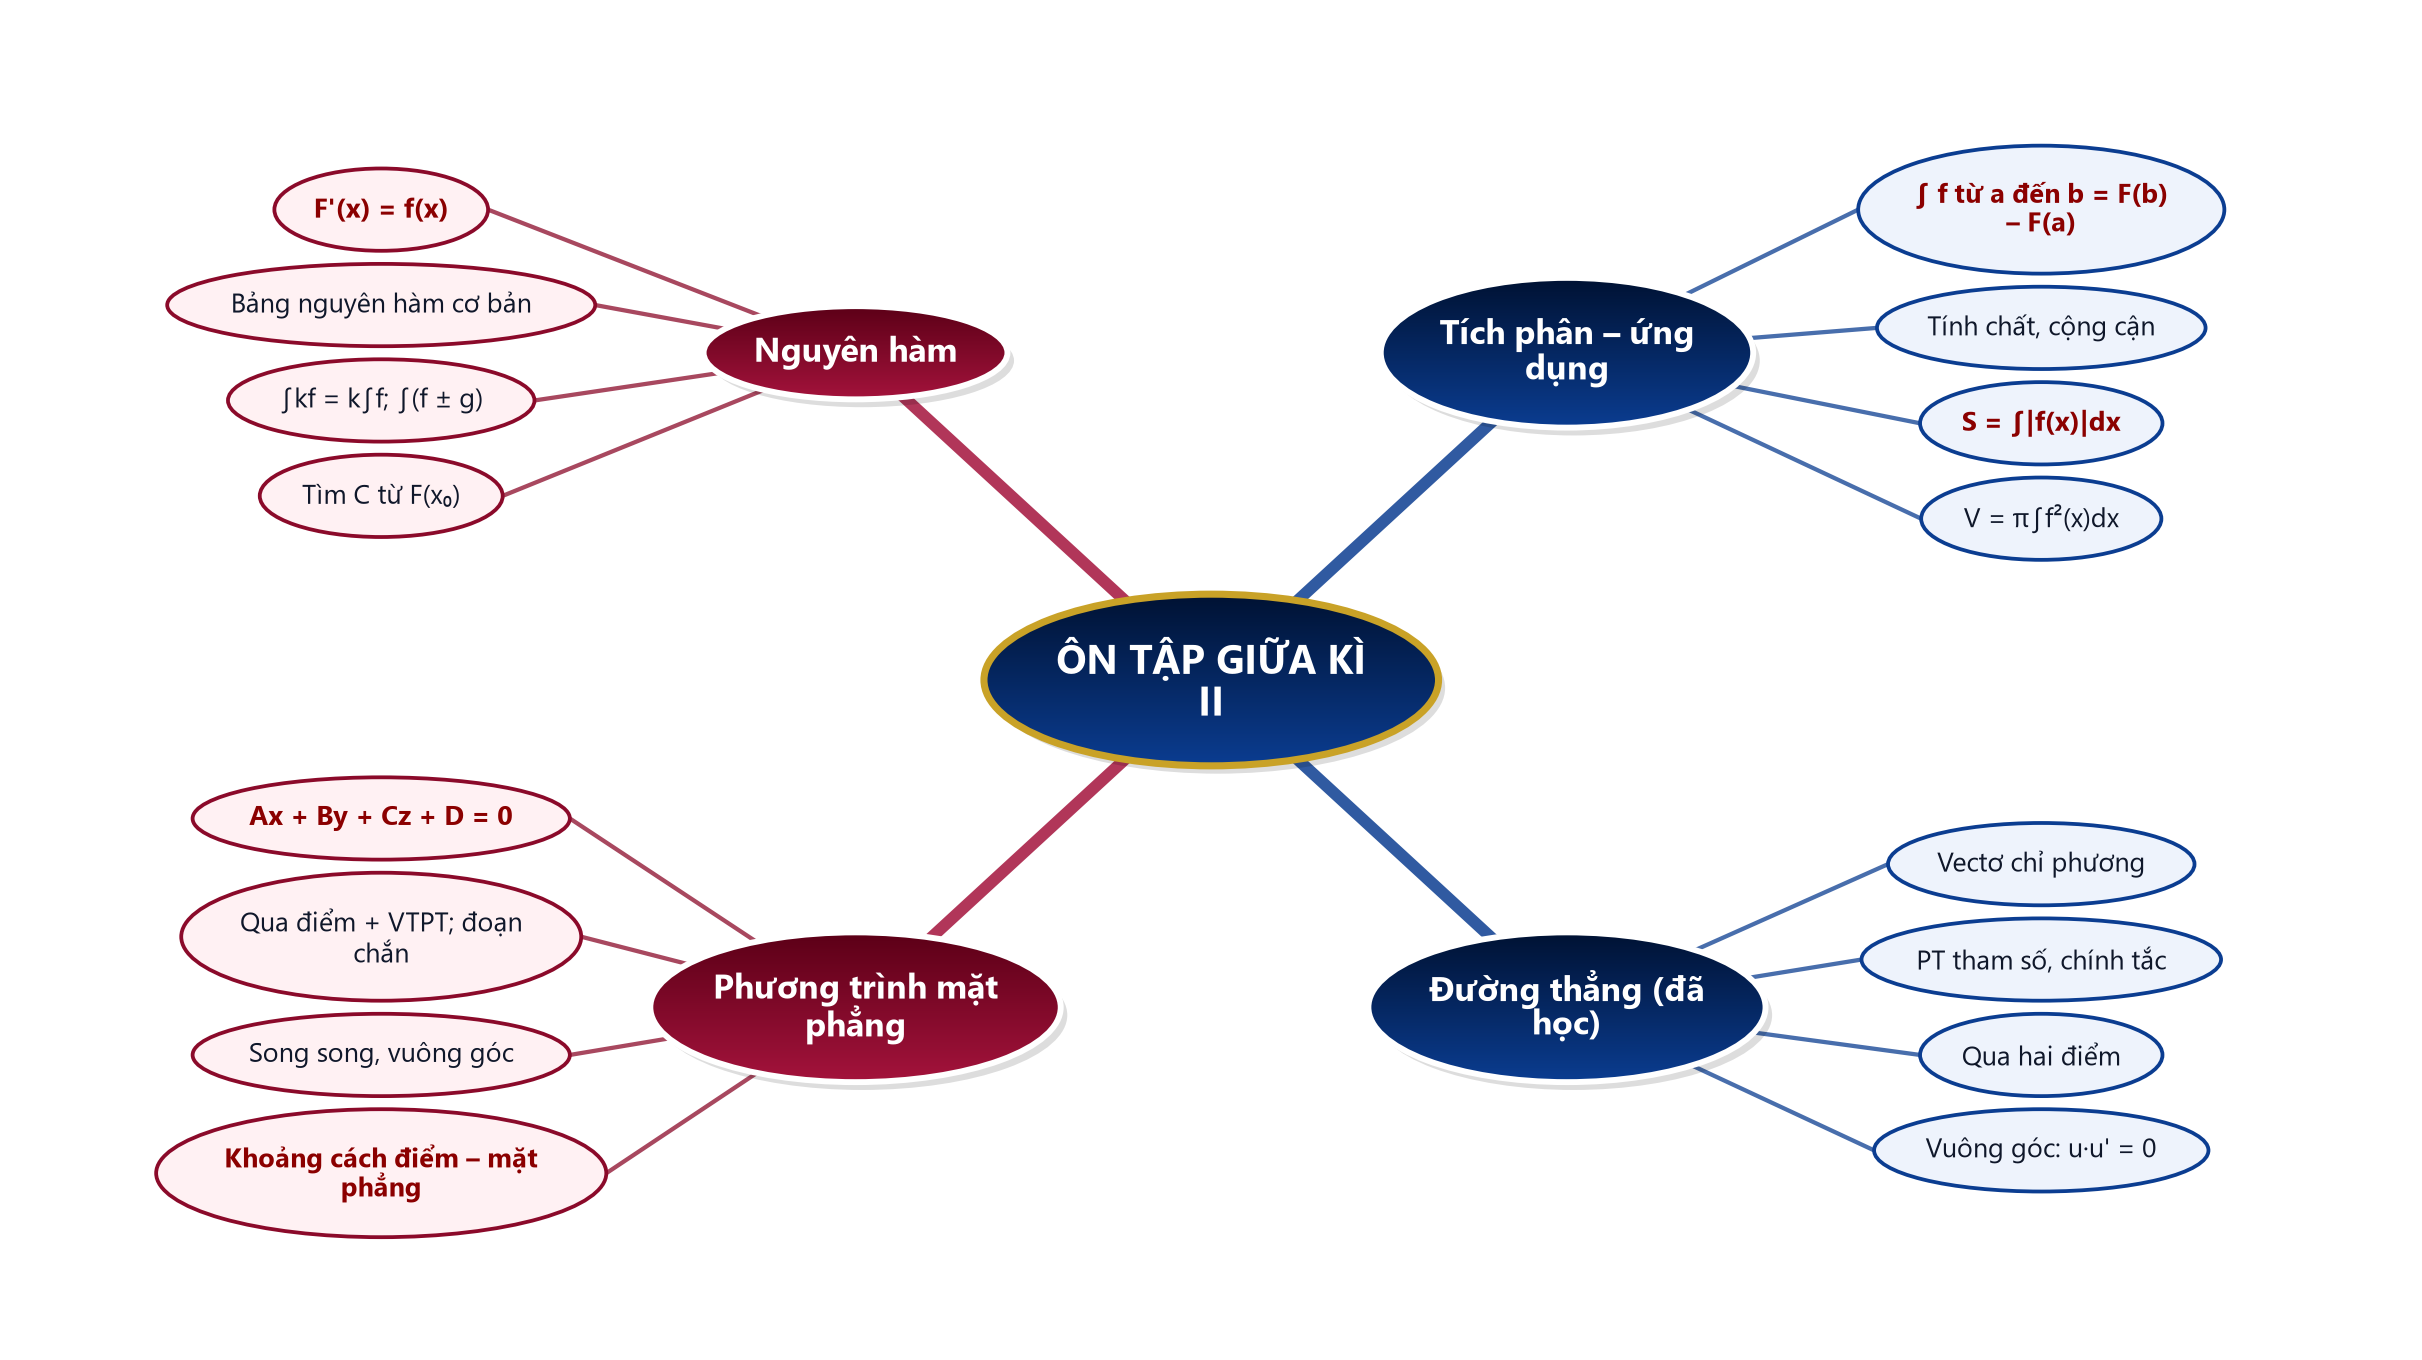 ÔN TẬP GIỮA KÌ
II
Nguyên hàm
F'(x) = f(x)
Bảng nguyên hàm cơ bản
∫kf = k∫f; ∫(f ± g)
Tìm C từ F(x₀)
Tích phân – ứng
dụng
∫ f từ a đến b = F(b)
– F(a)
Tính chất, cộng cận
S = ∫|f(x)|dx
V = π∫f²(x)dx
Phương trình mặt
phẳng
Ax + By + Cz + D = 0
Qua điểm + VTPT; đoạn
chắn
Song song, vuông góc
Khoảng cách điểm – mặt
phẳng
Đường thẳng (đã
học)
Vectơ chỉ phương
PT tham số, chính tắc
Qua hai điểm
Vuông góc: u·u' = 0